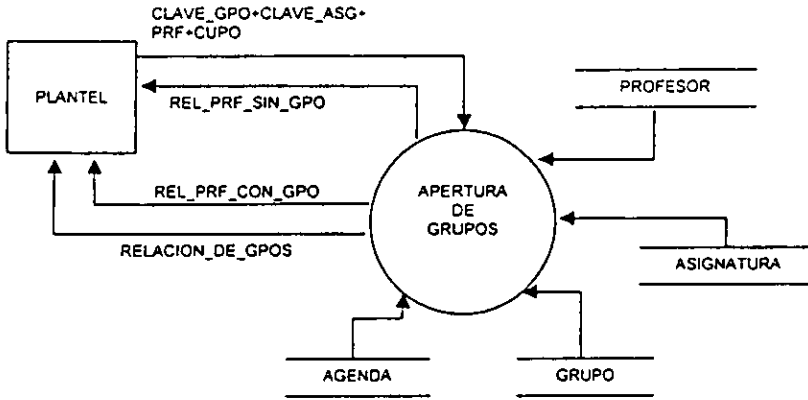 CLAVE_GPO+CLAVE_ASG+
PRF+CUPO
PLANTEL
REL_PRF_SIN_GPO
PROFESOR
REL_PRF_CON_GPO
APERTURA
DE
GRUPOS
RELACION_DE_GPOS
ASIGNATURA
AGENDA
GRUPO